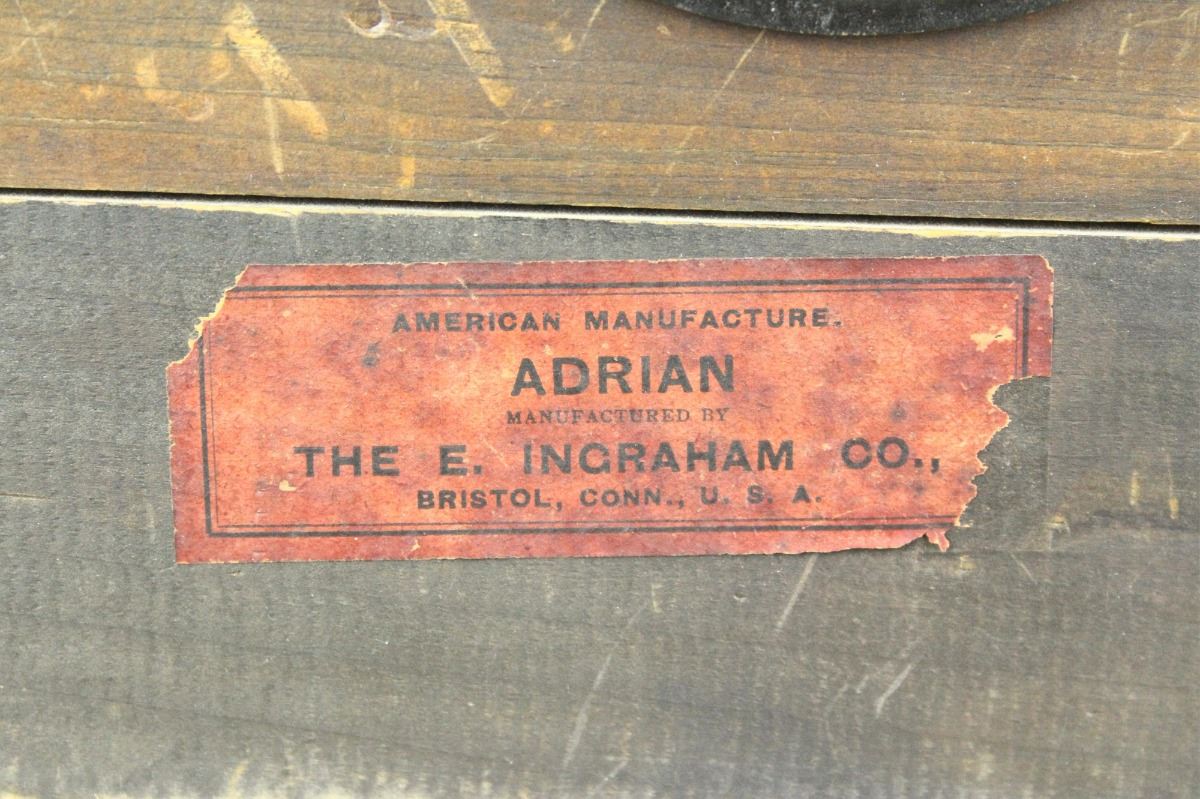 AMERICAN MANUFACTURE.
ADRIAN
MANUFACTURED BY
THE E. INGRAHAM CO.,
BRISTOL, CONN., U. S. A.